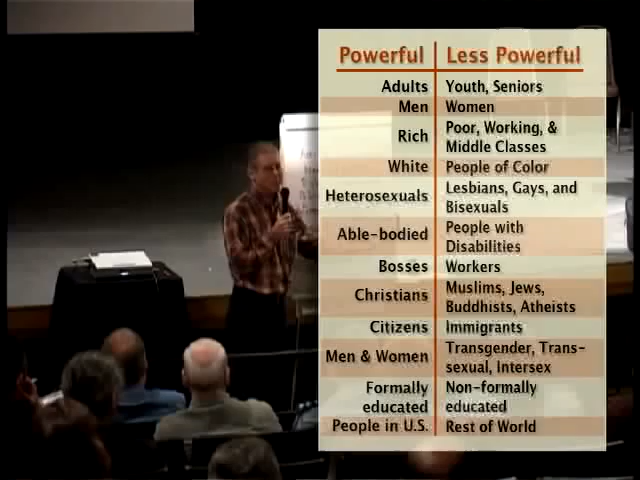 Powerful Less Powerful
Adults Youth, Seniors
Men Women
Rich Poor, Working, &
Middle Classes
White People of Color
Heterosexuals Lesbians, Gays, and
Bisexuals
Able-bodied People with
Disabilities
Bosses Workers
Christians Muslims, Jews,
Buddhists, Atheists
Citizens Immigrants
Men & Women Transgender, Trans-
sexual, Intersex
Formally Non-formally
educated educated
People in U.S. Rest of World